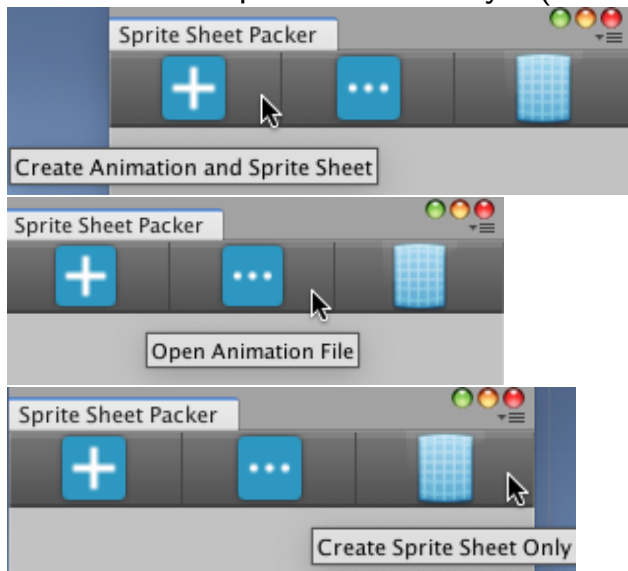 Sprite Sheet Packer
Create Animation and Sprite Sheet
Sprite Sheet Packer
Open Animation File
Sprite Sheet Packer
Create Sprite Sheet Only